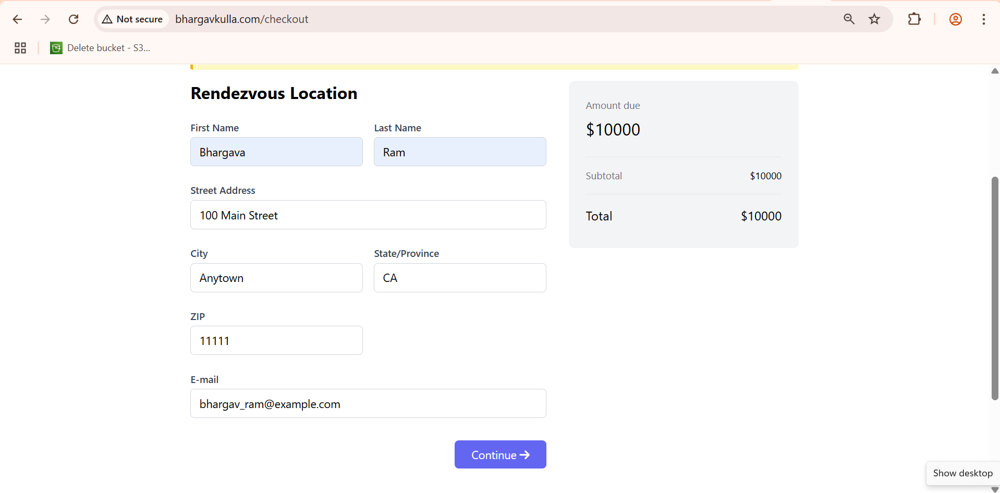 Not secure
bhargavkulla.com/checkout
Delete bucket - S3...
Rendezvous Location
First Name
Last Name
Bhargava
Ram
Street Address
100 Main Street
City
State/Province
Anytown
CA
ZIP
11111
E-mail
bhargav_ram@example.com
Continue
Amount due
$10000
Subtotal $10000
Total $10000
Show desktop